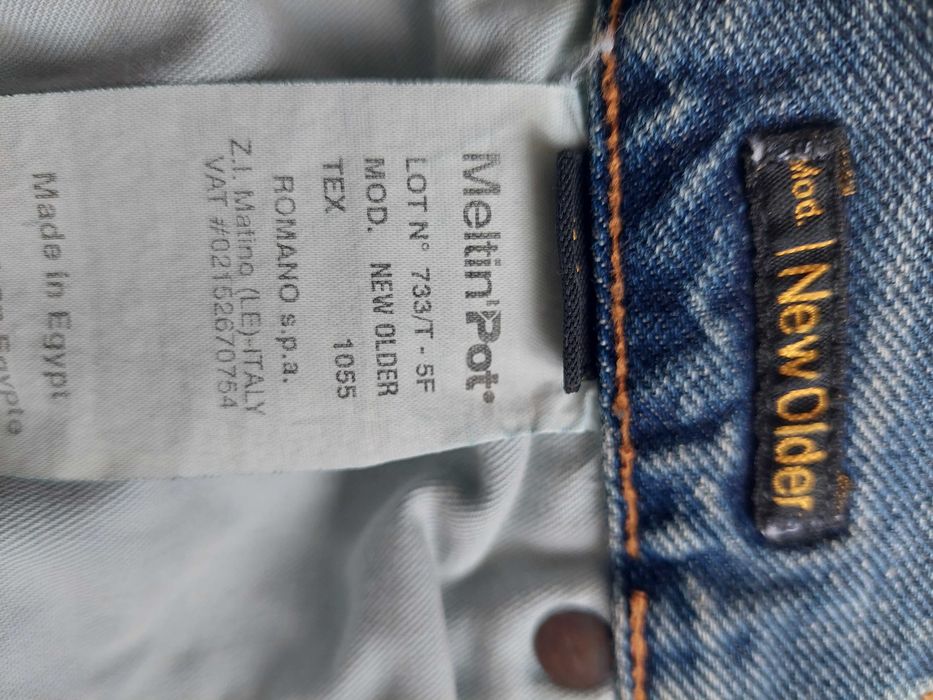 Meltin'Pot®
LOT N° 733/T - 5F
MOD. NEW OLDER
TEX 1055
ROMANO s.p.a.
Z.I. Matino (LE)-ITALY
VAT #02152670754
Made in Egypt
Mod. | New Older